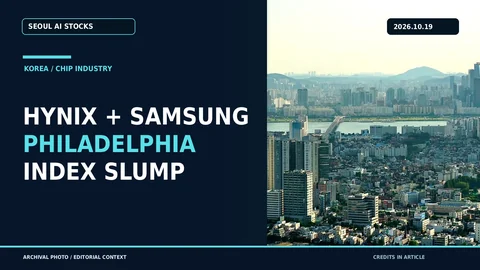 SEOUL AI STOCKS
2026.10.19
KOREA / CHIP INDUSTRY
HYNIX + SAMSUNG
PHILADELPHIA
INDEX SLUMP
ARCHIVAL PHOTO / EDITORIAL CONTEXT
CREDITS IN ARTICLE